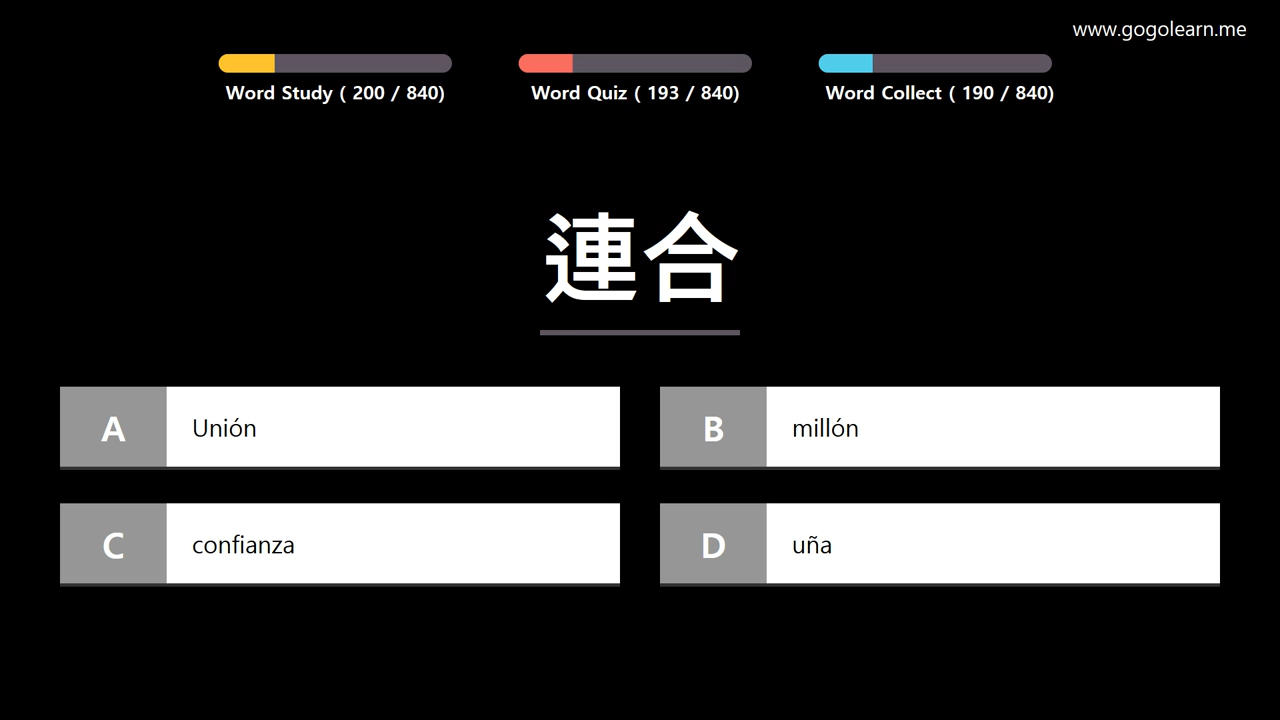 www.gogolearn.me
Word Study ( 200 / 840)
Word Quiz ( 193 / 840)
Word Collect ( 190 / 840)
連合
A
Unión
B
millón
C
confianza
D
uña